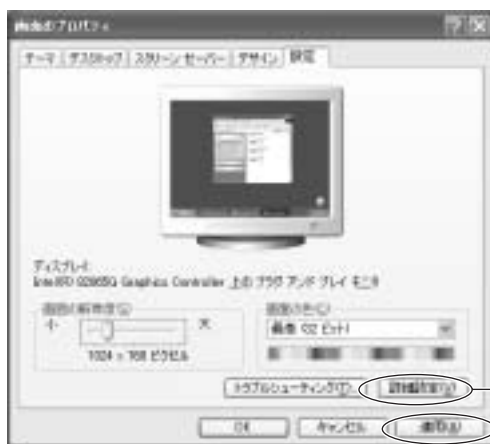 画面のプロパティ
テーマ デスクトップ スクリーン セーバー デザイン 設定
ディスプレイ:
Intel(R) 82865G Graphics Controller 上の プラグ アンド プレイ モニタ
画面の解像度(S)
小 大
1024 x 768 ピクセル
画面の色(C)
最高 (32 ビット)
トラブルシューティング(T)... 詳細設定(V)
OK キャンセル 適用(A)